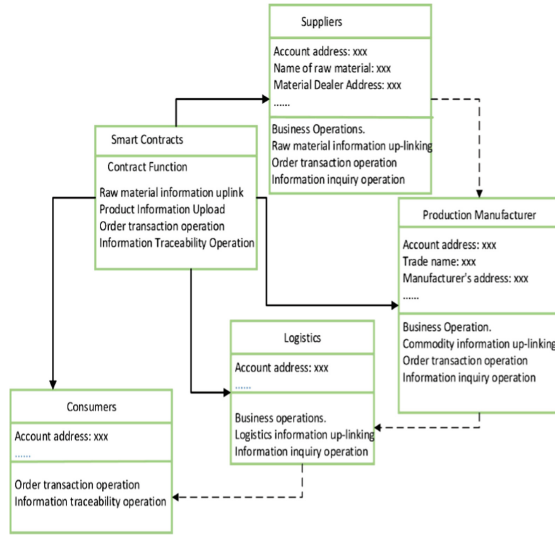 Suppliers
Account address: xxx
Name of raw material: xxx
Material Dealer Address: xxx
......
Business Operations.
Raw material information up-linking
Order transaction operation
Information inquiry operation
Smart Contracts
Contract Function
Raw material information uplink
Product Information Upload
Order transaction operation
Information Traceability Operation
Production Manufacturer
Account address: xxx
Trade name: xxx
Manufacturer's address: xxx
......
Business Operation.
Commodity information up-linking
Order transaction operation
Information inquiry operation
Logistics
Account address: xxx
......
Business operations.
Logistics information up-linking
Information inquiry operation
Consumers
Account address: xxx
......
Order transaction operation
Information traceability operation